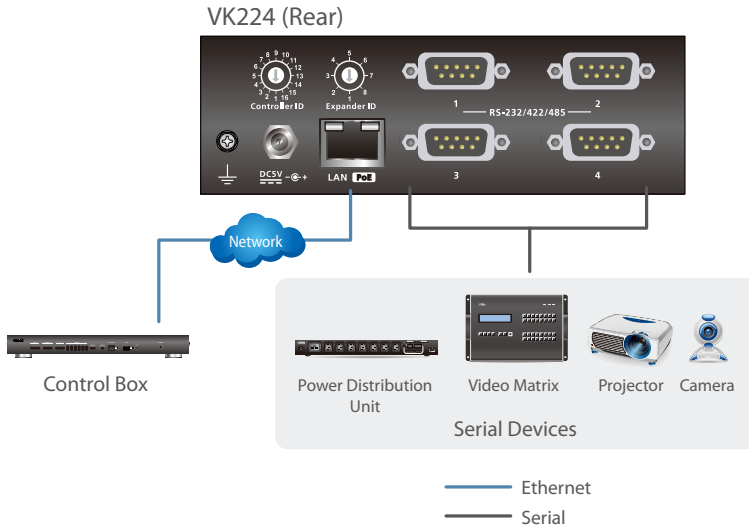 VK224 (Rear)
1 2 3 4 5 6 7 8 9 10 11 12 13 14 15 16
Controller ID
1 2 3 4 5 6 7 8
Expander ID
1
2
RS-232/422/485
DC5V - +
LAN PoE
3
4
Network
Control Box
Power Distribution
Unit
Video Matrix
Projector
Camera
Serial Devices
Ethernet
Serial